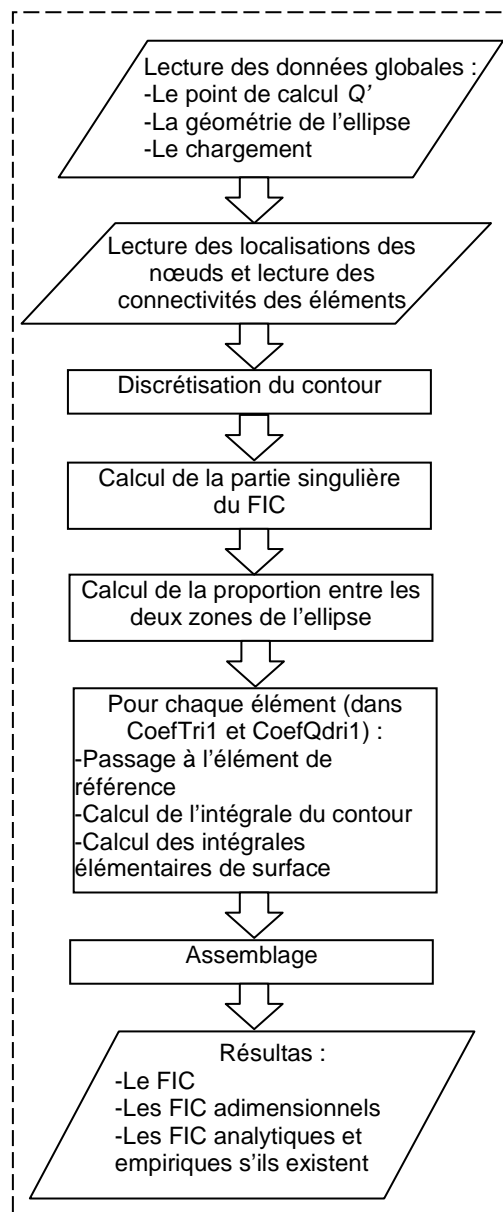 Lecture des données globales :
-Le point de calcul Q’
-La géométrie de l’ellipse
-Le chargement
Lecture des localisations des
nœuds et lecture des
connectivités des éléments
Discrétisation du contour
Calcul de la partie singulière
du FIC
Calcul de la proportion entre les
deux zones de l’ellipse
Pour chaque élément (dans
CoefTri1 et CoefQdri1) :
-Passage à l’élément de
référence
-Calcul de l’intégrale du contour
-Calcul des intégrales
élémentaires de surface
Assemblage
Résultas :
-Le FIC
-Les FIC adimensionnels
-Les FIC analytiques et
empiriques s’ils existent